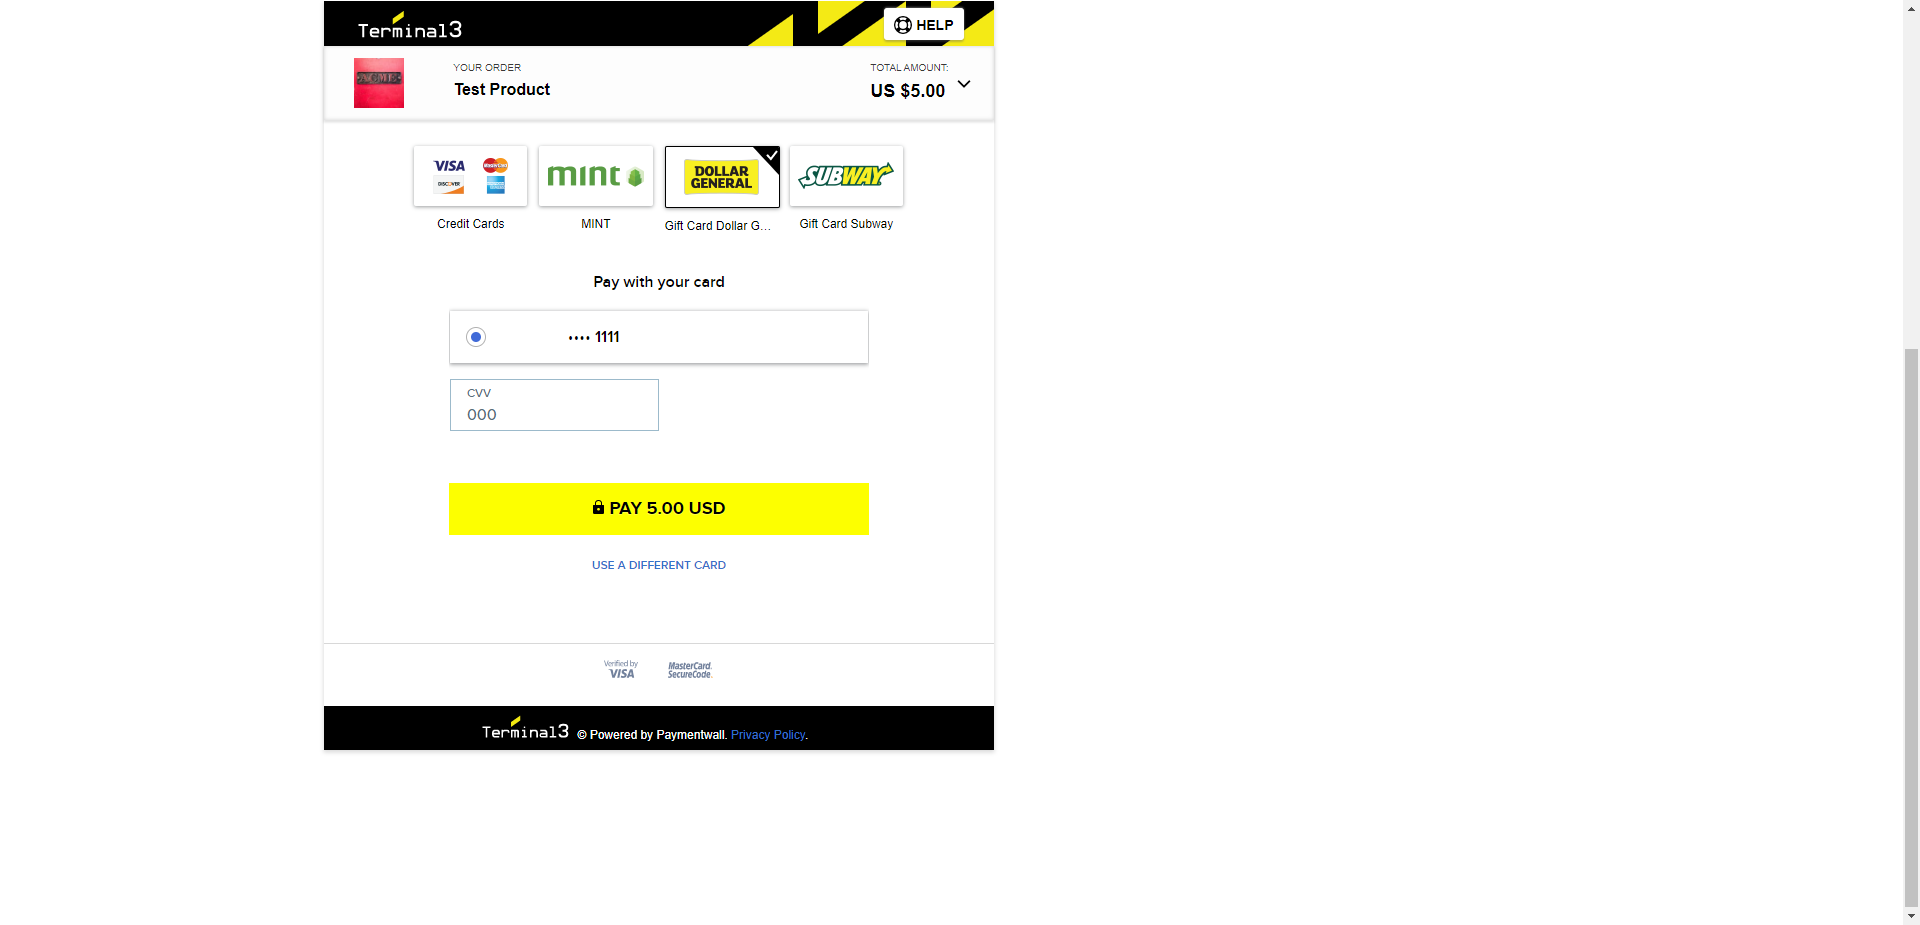 Terminal3
HELP
YOUR ORDER
Test Product
TOTAL AMOUNT:
US $5.00
VISA
MasterCard
DISCOVER
mint
DOLLAR
GENERAL
SUBWAY
Credit Cards
MINT
Gift Card Dollar G...
Gift Card Subway
Pay with your card
•••• 1111
CVV
000
PAY 5.00 USD
USE A DIFFERENT CARD
Verified by
VISA
MasterCard.
SecureCode.
Terminal3 © Powered by Paymentwall. Privacy Policy.